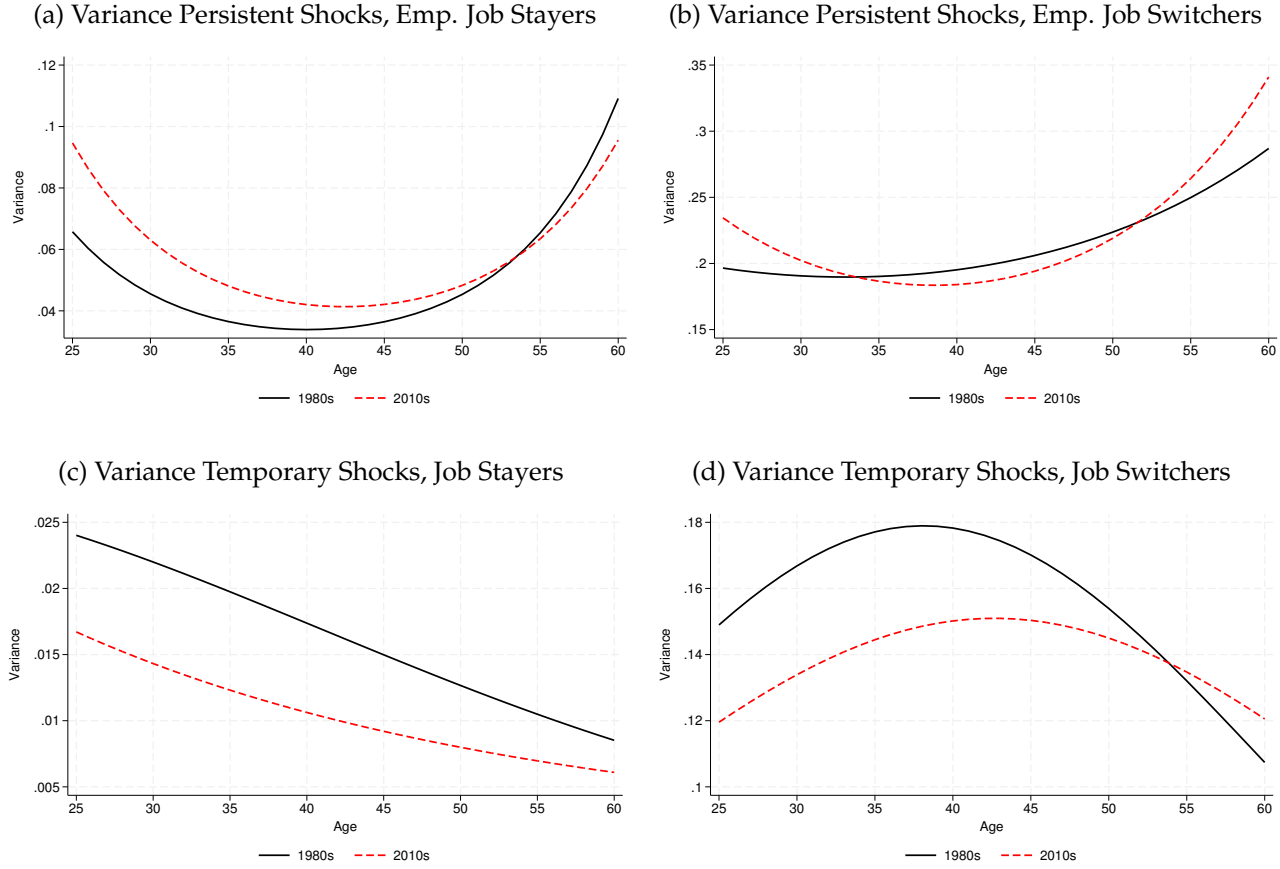 (a) Variance Persistent Shocks, Emp. Job Stayers
.12
.1
.08
.06
.04
Variance
25 30 35 40 45 50 55 60
Age
1980s 2010s
(b) Variance Persistent Shocks, Emp. Job Switchers
.35
.3
.25
.2
.15
Variance
25 30 35 40 45 50 55 60
Age
1980s 2010s
(c) Variance Temporary Shocks, Job Stayers
.025
.02
.015
.01
.005
Variance
25 30 35 40 45 50 55 60
Age
1980s 2010s
(d) Variance Temporary Shocks, Job Switchers
.18
.16
.14
.12
.1
Variance
25 30 35 40 45 50 55 60
Age
1980s 2010s